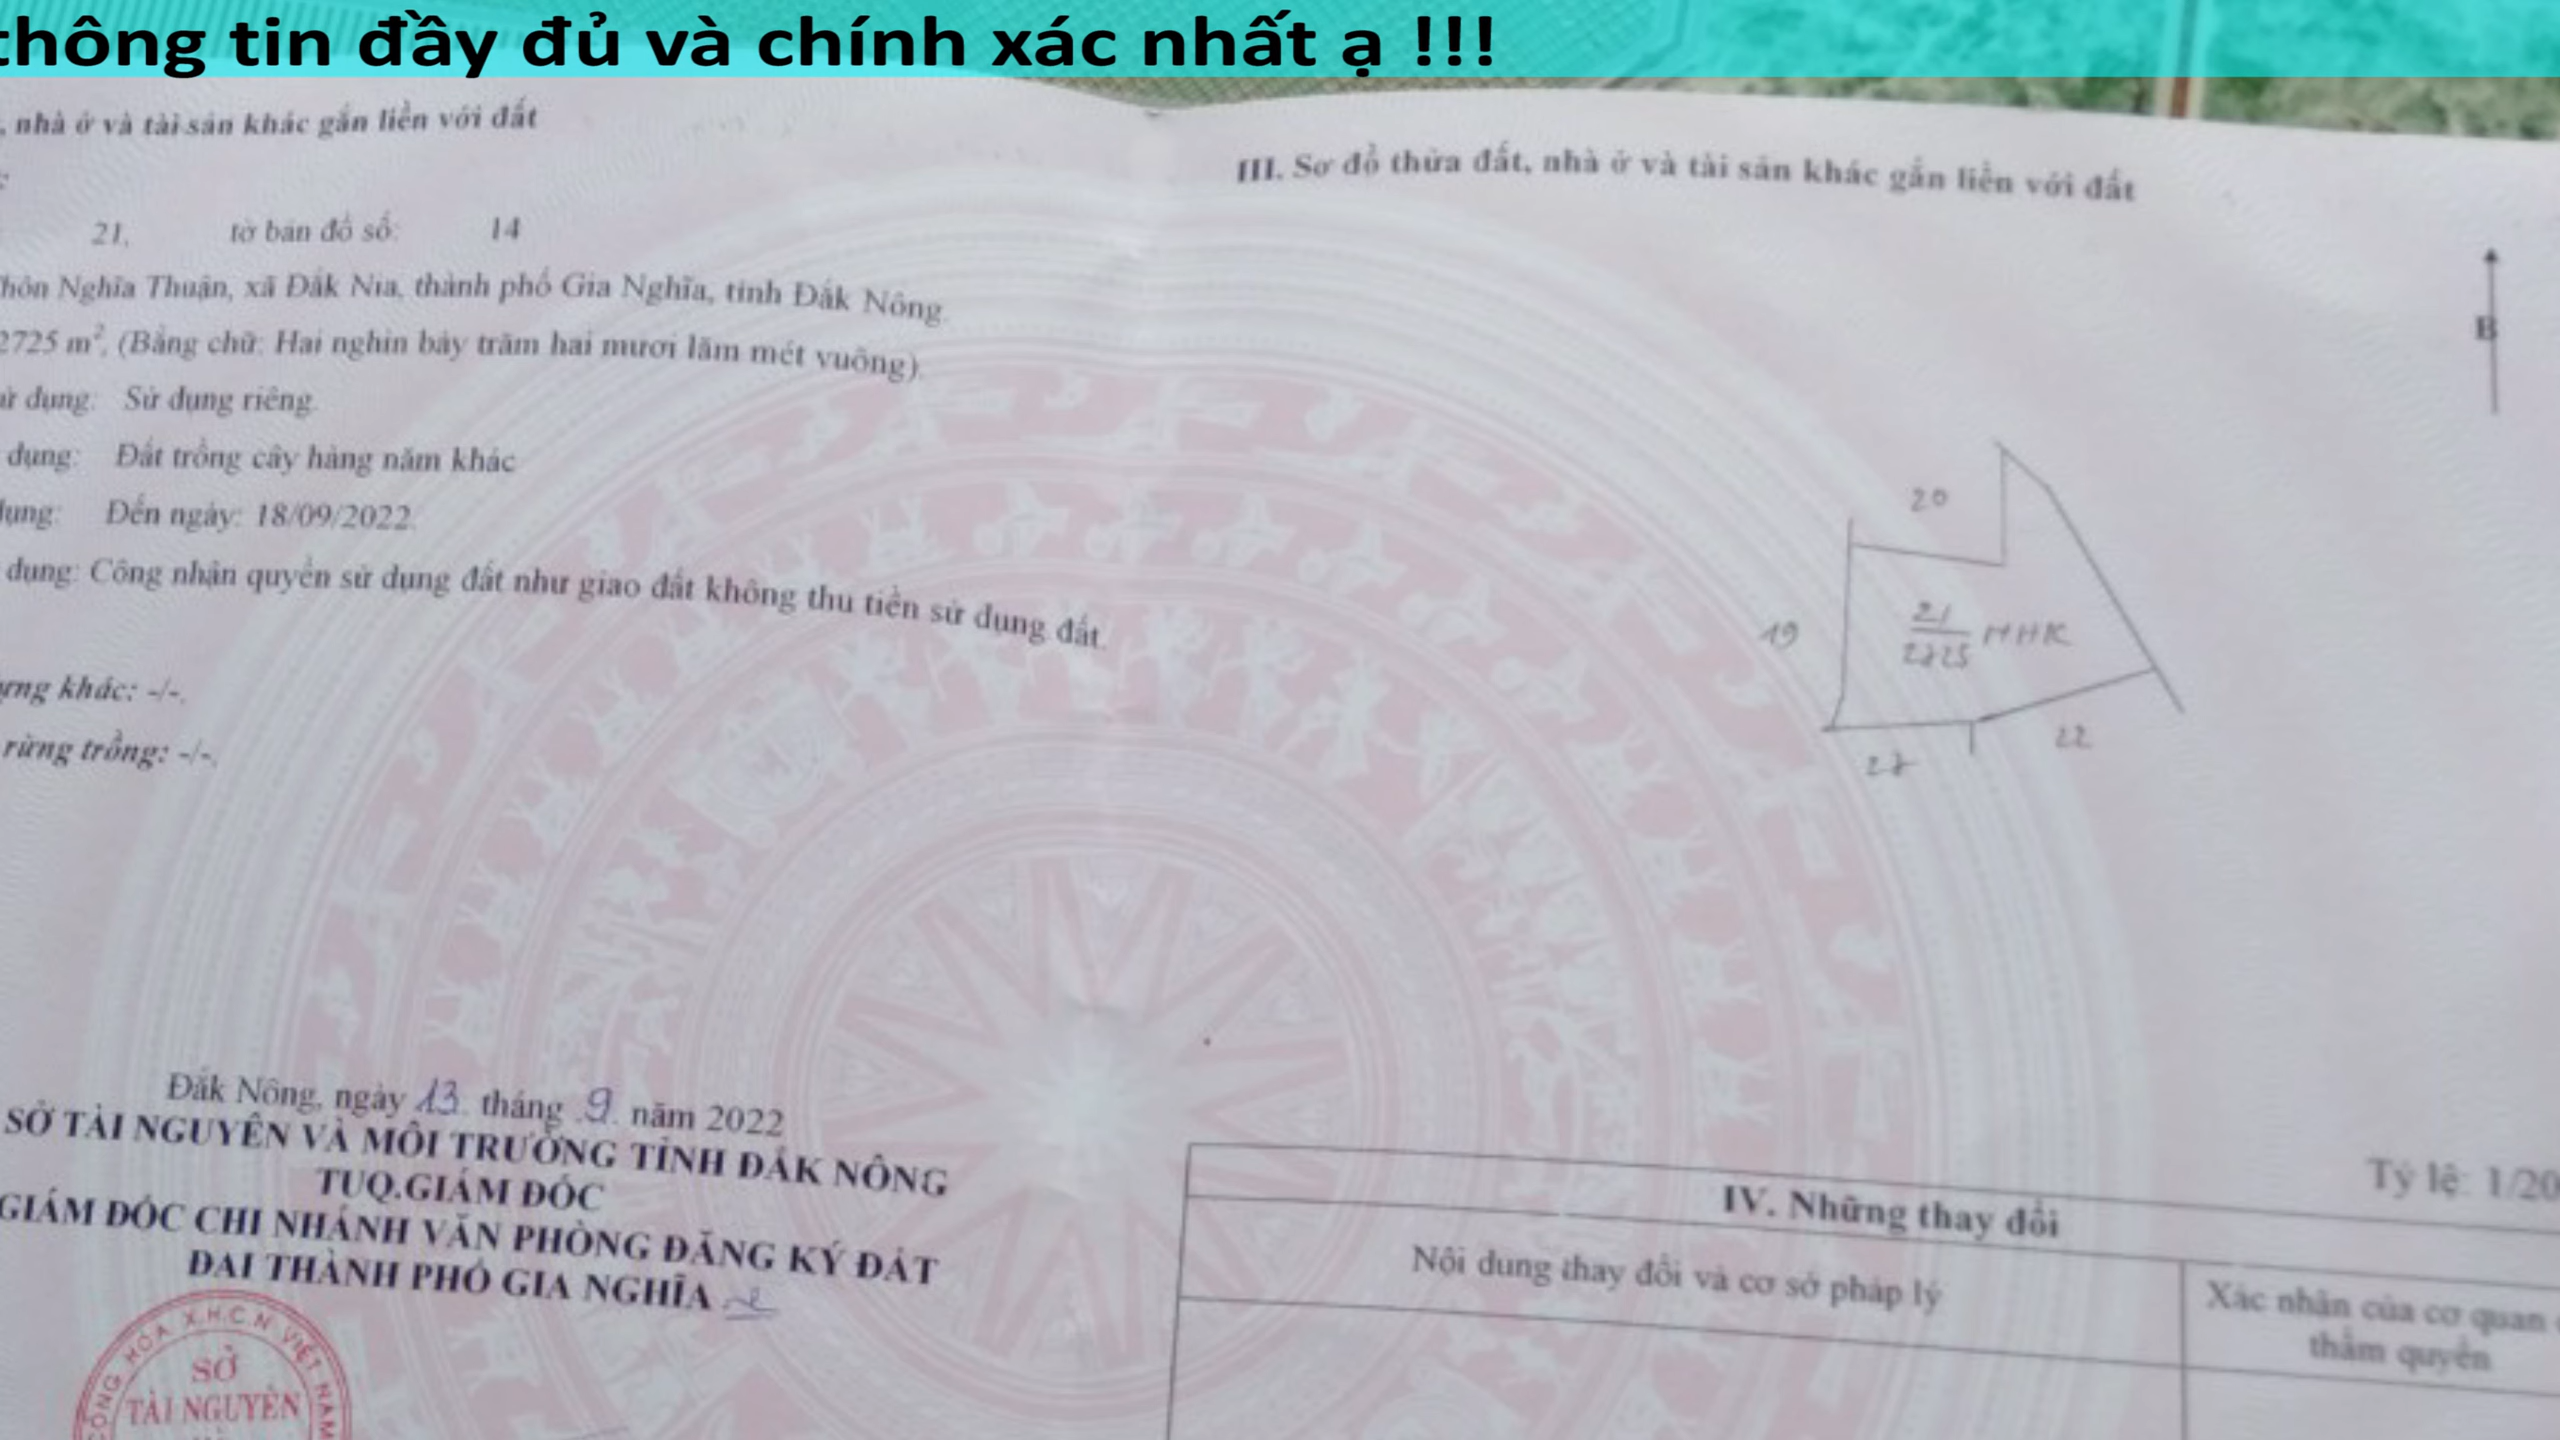 thông tin đầy đủ và chính xác nhất ạ !!!
, nhà ở và tài sản khác gắn liền với đất
21, tờ bản đồ số: 14
Thôn Nghĩa Thuận, xã Đắk Nia, thành phố Gia Nghĩa, tỉnh Đắk Nông.
2725 m², (Bằng chữ: Hai nghìn bảy trăm hai mươi lăm mét vuông).
dụng: Sử dụng riêng.
dụng: Đất trồng cây hàng năm khác
dụng: Đến ngày: 18/09/2022.
dụng: Công nhận quyền sử dụng đất như giao đất không thu tiền sử dụng đất.
khác: -/-.
rừng trồng: -/-.
Đắk Nông, ngày 13 tháng 9 năm 2022
SỞ TÀI NGUYÊN VÀ MÔI TRƯỜNG TỈNH ĐẮK NÔNG
TUQ.GIÁM ĐỐC
GIÁM ĐỐC CHI NHÁNH VĂN PHÒNG ĐĂNG KÝ ĐẤT
ĐAI THÀNH PHỐ GIA NGHĨA
CỘNG HÒA X.H.C.N VIỆT NAM
SỞ
TÀI NGUYÊN
III. Sơ đồ thửa đất, nhà ở và tài sản khác gắn liền với đất
B
20
19
21
2725 HHK
27
22
Tỷ lệ: 1/20
IV. Những thay đổi
Nội dung thay đổi và cơ sở pháp lý
Xác nhận của cơ quan
thẩm quyền